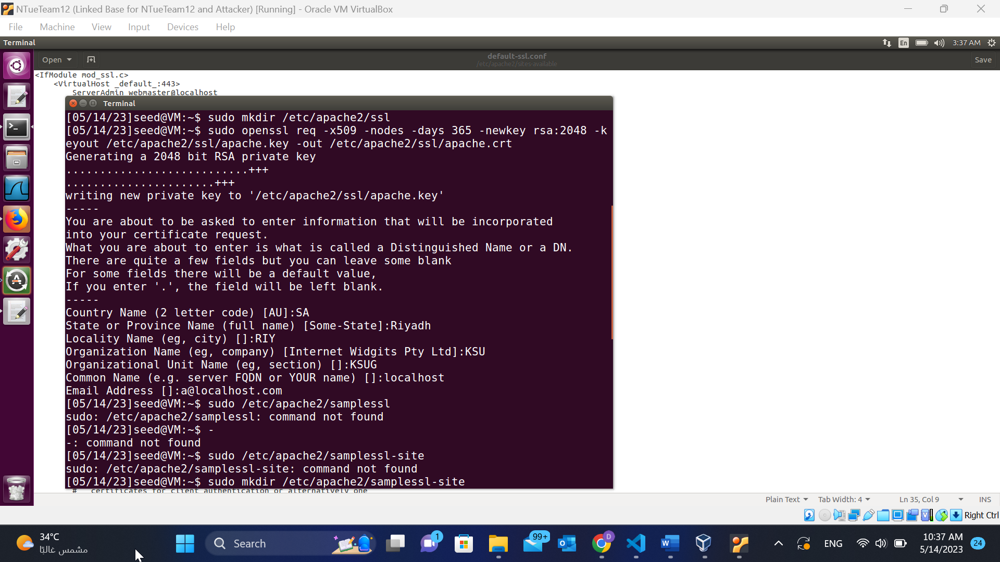 NTueTeam12 (Linked Base for NTueTeam12 and Attacker) [Running] - Oracle VM VirtualBox
File Machine View Input Devices Help
Terminal En 3:37 AM
Open default-ssl.conf Save
/etc/apache2/sites-available
<IfModule mod_ssl.c>
<VirtualHost _default_:443>
ServerAdmin webmaster@localhost
Terminal
[05/14/23]seed@VM:~$ sudo mkdir /etc/apache2/ssl
[05/14/23]seed@VM:~$ sudo openssl req -x509 -nodes -days 365 -newkey rsa:2048 -k
eyout /etc/apache2/ssl/apache.key -out /etc/apache2/ssl/apache.crt
Generating a 2048 bit RSA private key
...........................+++
......................+++
writing new private key to '/etc/apache2/ssl/apache.key'
-----
You are about to be asked to enter information that will be incorporated
into your certificate request.
What you are about to enter is what is called a Distinguished Name or a DN.
There are quite a few fields but you can leave some blank
For some fields there will be a default value,
If you enter '.', the field will be left blank.
-----
Country Name (2 letter code) [AU]:SA
State or Province Name (full name) [Some-State]:Riyadh
Locality Name (eg, city) []:RIY
Organization Name (eg, company) [Internet Widgits Pty Ltd]:KSU
Organizational Unit Name (eg, section) []:KSUG
Common Name (e.g. server FQDN or YOUR name) []:localhost
Email Address []:a@localhost.com
[05/14/23]seed@VM:~$ sudo /etc/apache2/samplessl
sudo: /etc/apache2/samplessl: command not found
[05/14/23]seed@VM:~$ -
-: command not found
[05/14/23]seed@VM:~$ sudo /etc/apache2/samplessl-site
sudo: /etc/apache2/samplessl-site: command not found
[05/14/23]seed@VM:~$ sudo mkdir /etc/apache2/samplessl-site
# certificates for client authentication or alternatively one
Plain Text Tab Width: 4 Ln 35, Col 9 INS
Right Ctrl
34°C
مشمس غالبًا
Search
1
99+
D
ENG
10:37 AM
5/14/2023
24